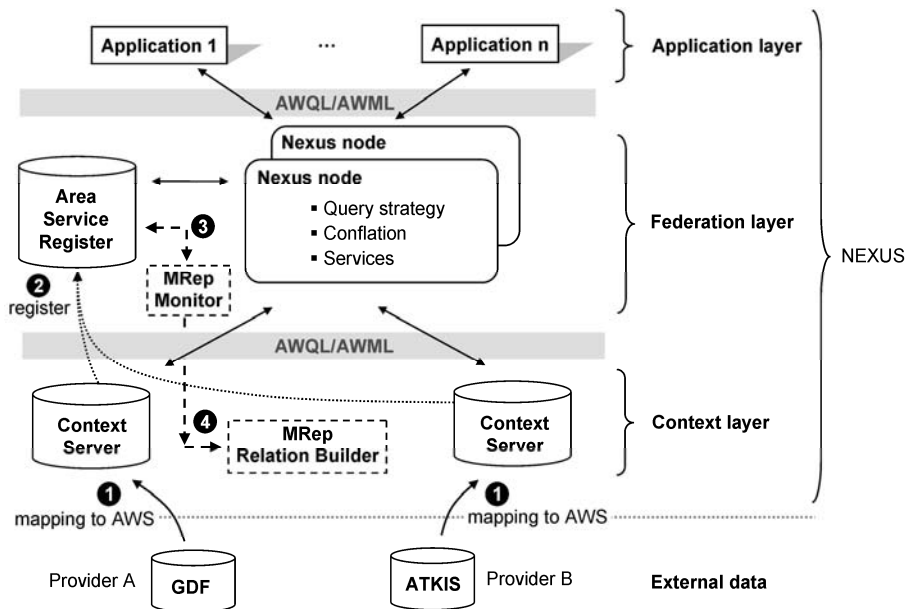 Application 1
...
Application n
Application layer
AWQL/AWML
Nexus node
Nexus node
▪ Query strategy
▪ Conflation
▪ Services
Area
Service
Register
3
MRep
Monitor
2
register
Federation layer
NEXUS
AWQL/AWML
Context
Server
4
MRep
Relation Builder
Context
Server
Context layer
1
mapping to AWS
1
mapping to AWS
Provider A
GDF
ATKIS
Provider B
External data